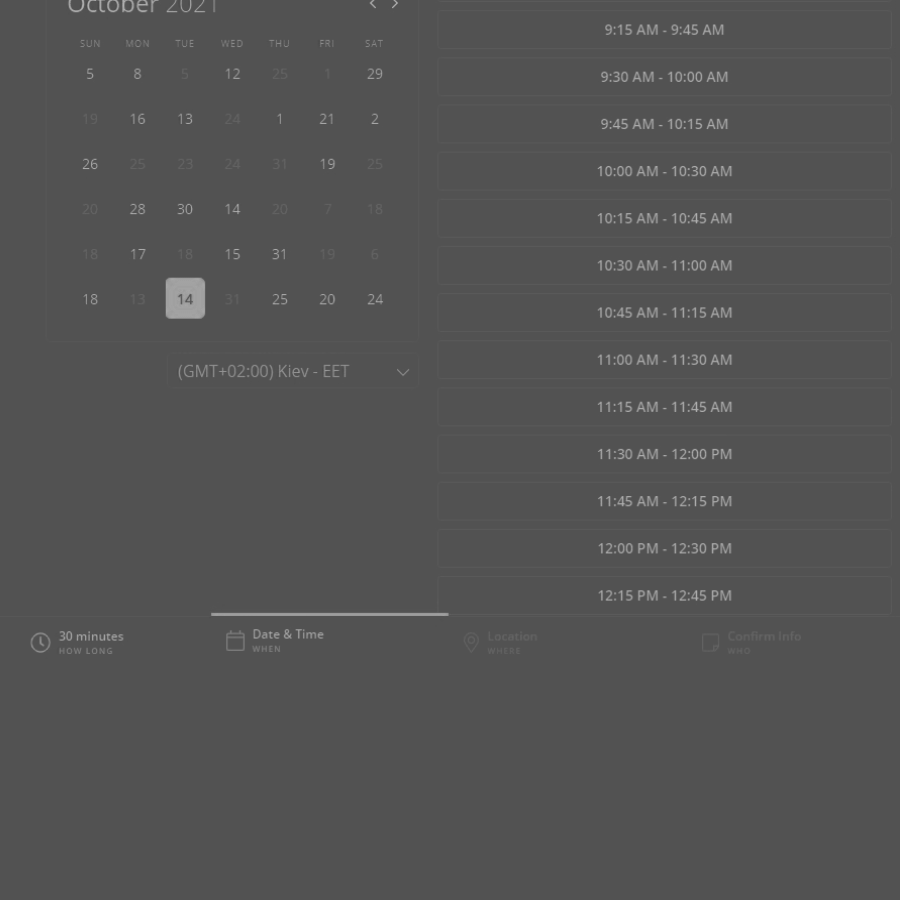 October 2021
SUN MON TUE WED THU FRI SAT
5 8 5 12 25 1 29
19 16 13 24 1 21 2
26 25 23 24 31 19 25
20 28 30 14 20 7 18
18 17 18 15 31 19 6
18 13 14 31 25 20 24
(GMT+02:00) Kiev - EET
9:15 AM - 9:45 AM
9:30 AM - 10:00 AM
9:45 AM - 10:15 AM
10:00 AM - 10:30 AM
10:15 AM - 10:45 AM
10:30 AM - 11:00 AM
10:45 AM - 11:15 AM
11:00 AM - 11:30 AM
11:15 AM - 11:45 AM
11:30 AM - 12:00 PM
11:45 AM - 12:15 PM
12:00 PM - 12:30 PM
12:15 PM - 12:45 PM
30 minutes
HOW LONG
Date & Time
WHEN
Location
WHERE
Confirm Info
WHO